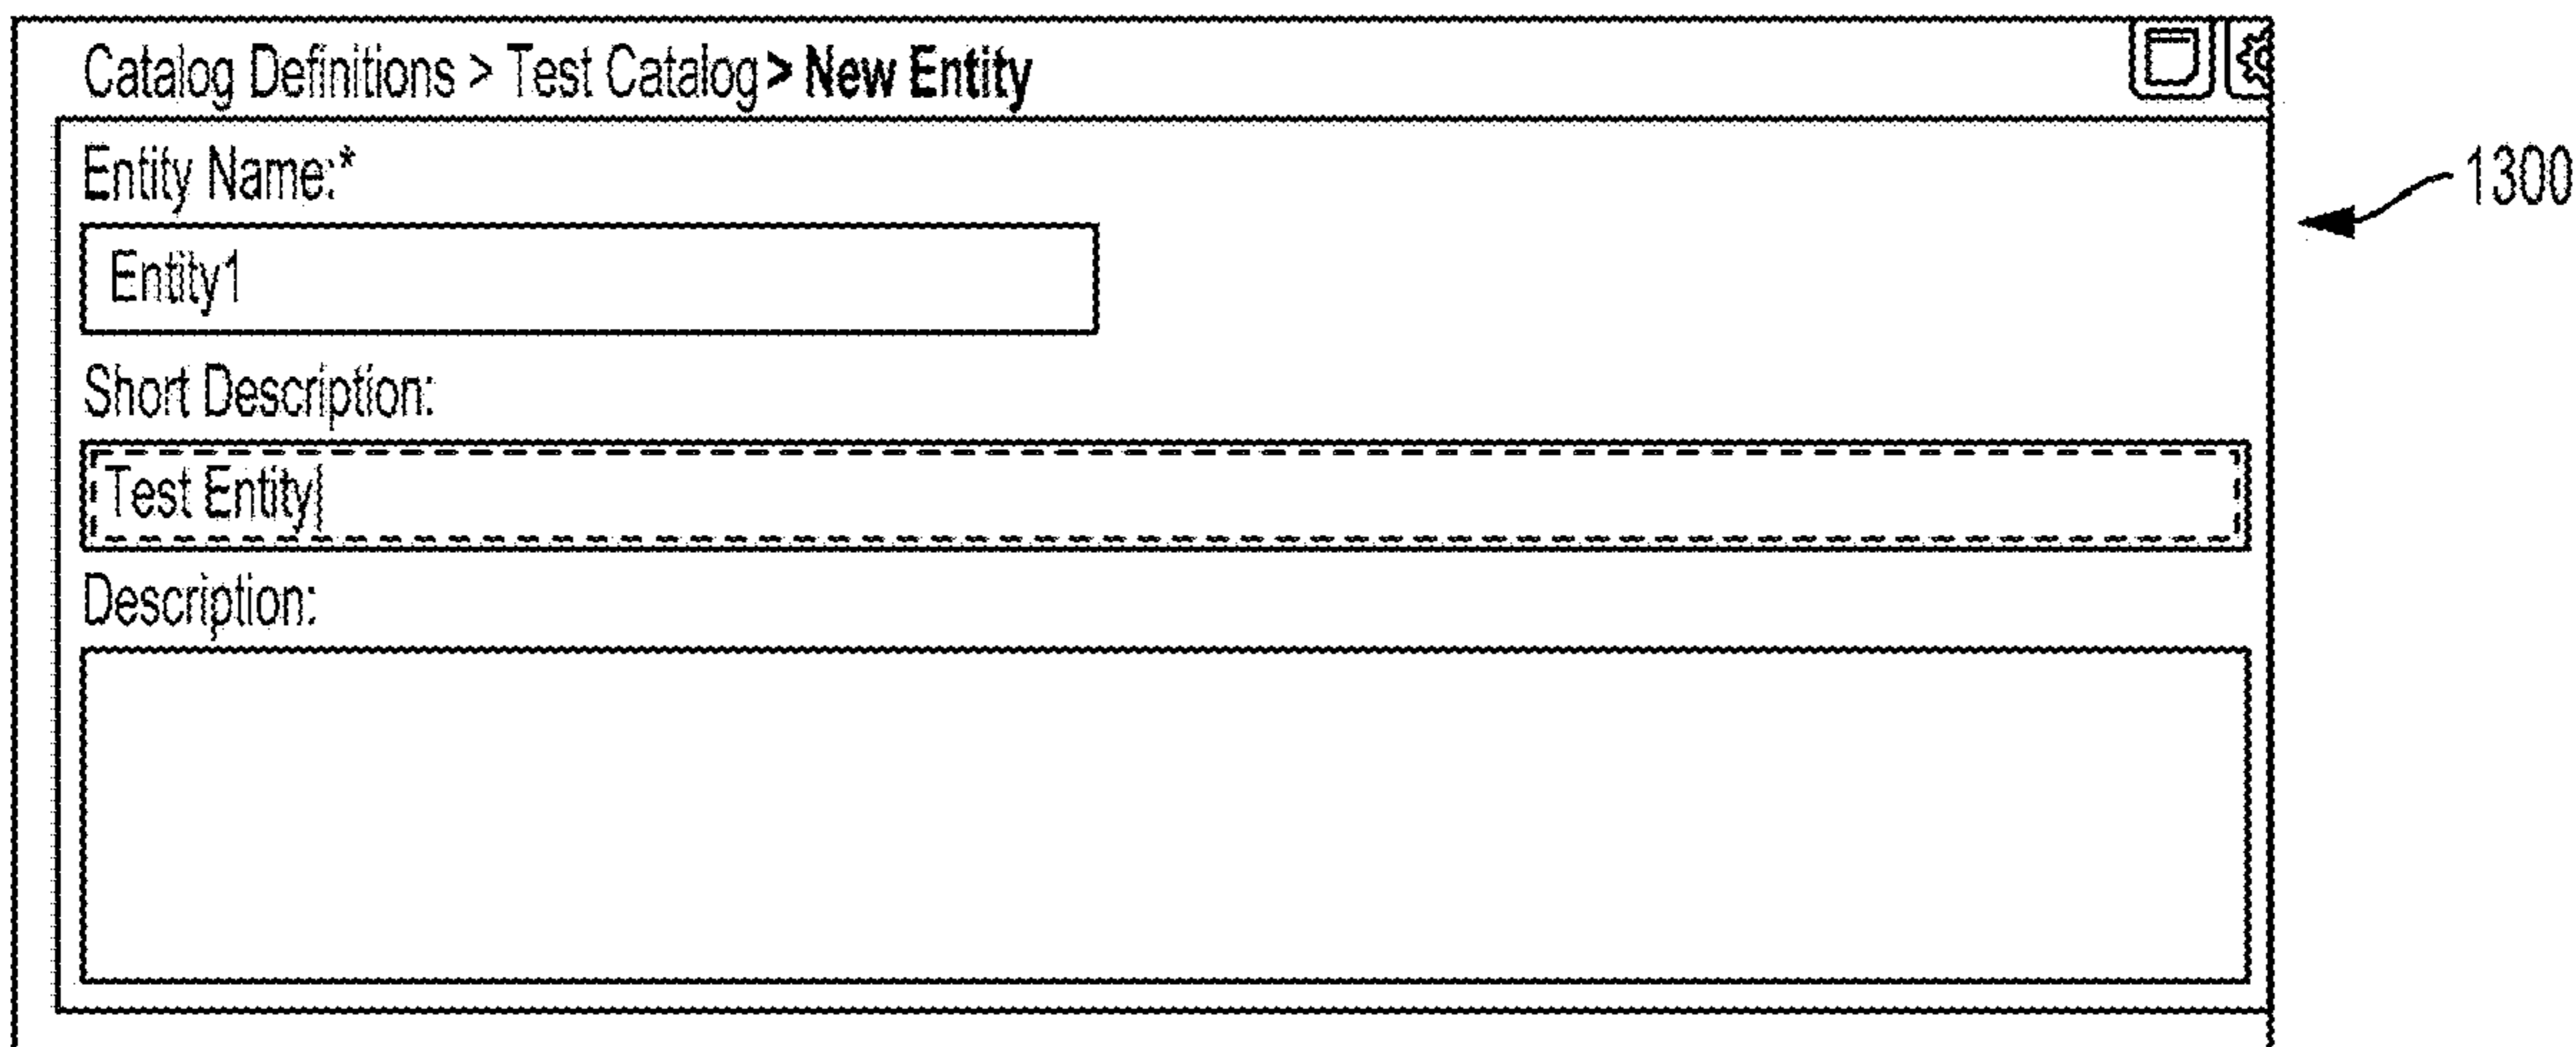 Catalog Definitions > Test Catalog > New Entity
1300
Entity Name:*
Entity1
Short Description:
Test Entity
Description: